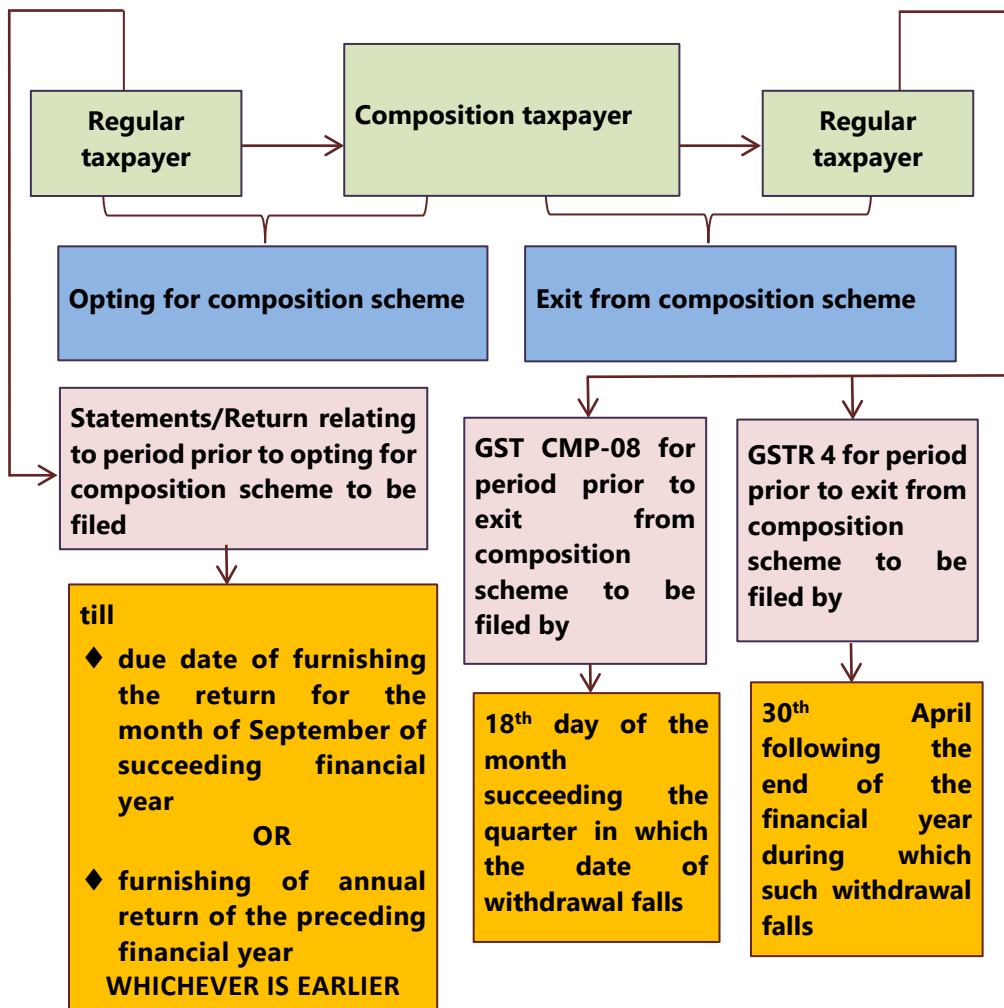 Regular
taxpayer
Composition taxpayer
Regular
taxpayer
Opting for composition scheme
Exit from composition scheme
Statements/Return relating
to period prior to opting for
composition scheme to be
filed
GST CMP-08 for
period prior to
exit from
composition
scheme to be
filed by
GSTR 4 for period
prior to exit from
composition
scheme to be
filed by
till
♦ due date of furnishing
the return for the
month of September of
succeeding financial
year
OR
♦ furnishing of annual
return of the preceding
financial year
WHICHEVER IS EARLIER
18th day of the
month
succeeding the
quarter in which
the date of
withdrawal falls
30th April
following the
end of the
financial year
during which
such withdrawal
falls